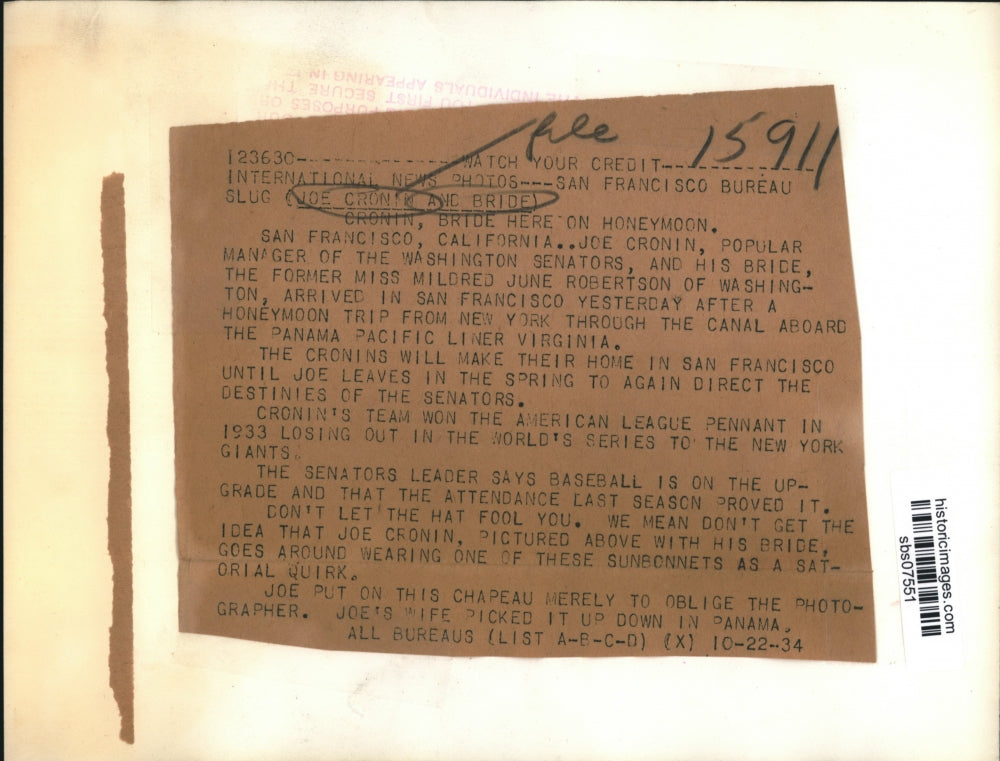 THE INDIVIDUALS APPEARING IN
YOU FIRST SECURE TH
PURPOSES O
file
15911
123630----------------WATCH YOUR CREDIT---------------
INTERNATIONAL NEWS PHOTOS---SAN FRANCISCO BUREAU
SLUG (JOE CRONIN AND BRIDE)
CRONIN, BRIDE HERE ON HONEYMOON.
SAN FRANCISCO, CALIFORNIA..JOE CRONIN, POPULAR
MANAGER OF THE WASHINGTON SENATORS, AND HIS BRIDE,
THE FORMER MISS MILDRED JUNE ROBERTSON OF WASHING-
TON, ARRIVED IN SAN FRANCISCO YESTERDAY AFTER A
HONEYMOON TRIP FROM NEW YORK THROUGH THE CANAL ABOARD
THE PANAMA PACIFIC LINER VIRGINIA.
THE CRONINS WILL MAKE THEIR HOME IN SAN FRANCISCO
UNTIL JOE LEAVES IN THE SPRING TO AGAIN DIRECT THE
DESTINIES OF THE SENATORS.
CRONIN'S TEAM WON THE AMERICAN LEAGUE PENNANT IN
1933 LOSING OUT IN THE WORLD'S SERIES TO THE NEW YORK
GIANTS.
THE SENATORS LEADER SAYS BASEBALL IS ON THE UP-
GRADE AND THAT THE ATTENDANCE LAST SEASON PROVED IT.
DON'T LET THE HAT FOOL YOU. WE MEAN DON'T GET THE
IDEA THAT JOE CRONIN, PICTURED ABOVE WITH HIS BRIDE,
GOES AROUND WEARING ONE OF THESE SUNBONNETS AS A SAT-
ORIAL QUIRK.
JOE PUT ON THIS CHAPEAU MERELY TO OBLIGE THE PHOTO-
GRAPHER. JOE'S WIFE PICKED IT UP DOWN IN PANAMA.
ALL BUREAUS (LIST A-B-C-D) (X) 10-22-34
historicimages.com
sbs07551